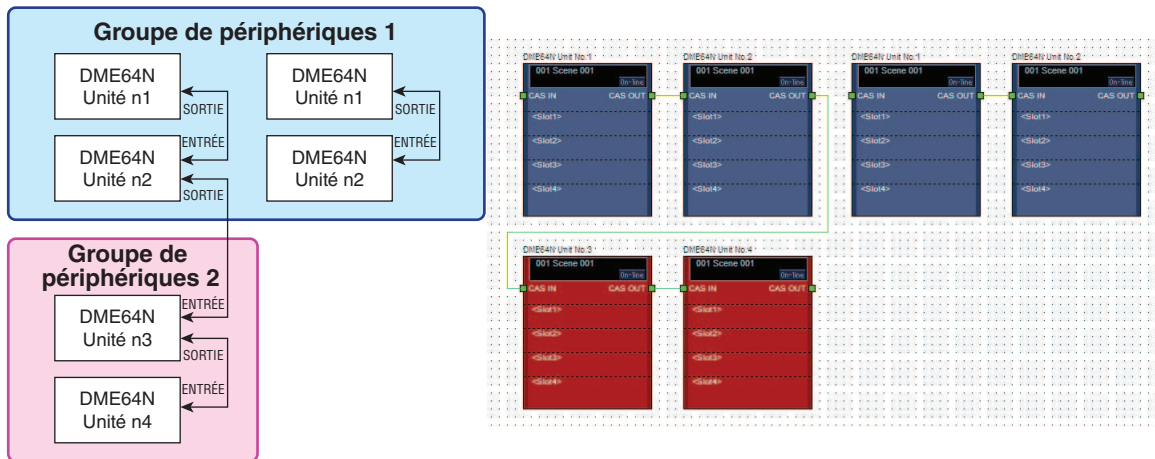 Groupe de périphériques 1
DME64N
Unité n1
SORTIE
ENTRÉE
DME64N
Unité n2
SORTIE
DME64N
Unité n1
SORTIE
ENTRÉE
DME64N
Unité n2
Groupe de
périphériques 2
ENTRÉE
DME64N
Unité n3
SORTIE
ENTRÉE
DME64N
Unité n4
DME64N Unit No.1
001 Scene 001
On-line
CAS IN CAS OUT
<Slot1>
<Slot2>
<Slot3>
<Slot4>
DME64N Unit No.2
001 Scene 001
On-line
CAS IN CAS OUT
<Slot1>
<Slot2>
<Slot3>
<Slot4>
DME64N Unit No.1
001 Scene 001
On-line
CAS IN CAS OUT
<Slot1>
<Slot2>
<Slot3>
<Slot4>
DME64N Unit No.2
001 Scene 001
On-line
CAS IN CAS OUT
<Slot1>
<Slot2>
<Slot3>
<Slot4>
DME64N Unit No.3
001 Scene 001
On-line
CAS IN CAS OUT
<Slot1>
<Slot2>
<Slot3>
<Slot4>
DME64N Unit No.4
001 Scene 001
On-line
CAS IN CAS OUT
<Slot1>
<Slot2>
<Slot3>
<Slot4>